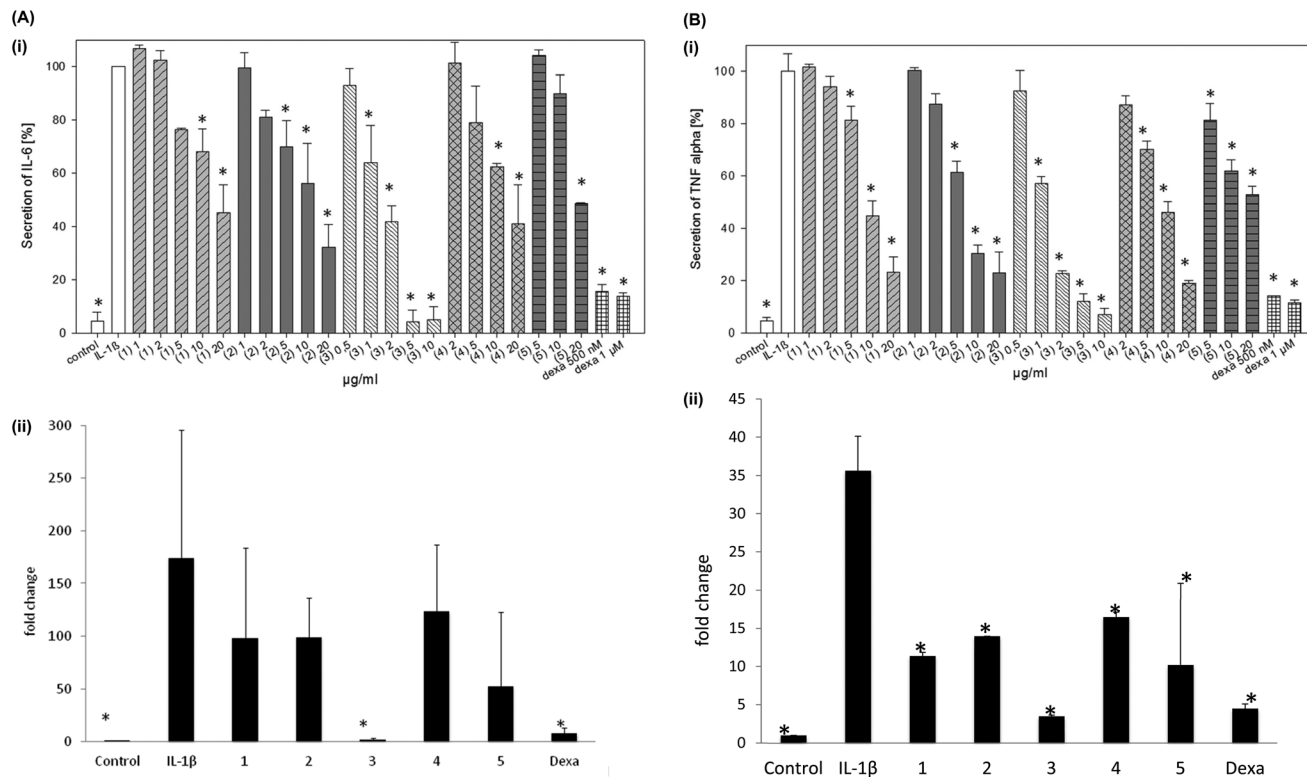 (A)
(i)
Secretion of IL-6 [%]
100
80
60
40
20
0
* * * * * * * * * * * * * * *
control
IL-1ß
(1) 1
(1) 2
(1) 5
(1) 10
(1) 20
(2) 1
(2) 2
(2) 5
(2) 10
(2) 20
(3) 0.5
(3) 1
(3) 2
(3) 5
(3) 10
(4) 2
(4) 5
(4) 10
(4) 20
(5) 5
(5) 10
(5) 20
dexa 500 nM
dexa 1 µM
µg/ml
(B)
(i)
Secretion of TNF alpha [%]
100
80
60
40
20
0
* * * * * * * * * * * * * * * * * * *
control
IL-1ß
(1) 1
(1) 2
(1) 5
(1) 10
(1) 20
(2) 1
(2) 2
(2) 5
(2) 10
(2) 20
(3) 0.5
(3) 1
(3) 2
(3) 5
(3) 10
(4) 2
(4) 5
(4) 10
(4) 20
(5) 5
(5) 10
(5) 20
dexa 500 nM
dexa 1 µM
µg/ml
(ii)
fold change
300
250
200
150
100
50
0
* * *
Control IL-1β 1 2 3 4 5 Dexa
(ii)
fold change
45
40
35
30
25
20
15
10
5
0
* * * * * * *
Control IL-1β 1 2 3 4 5 Dexa